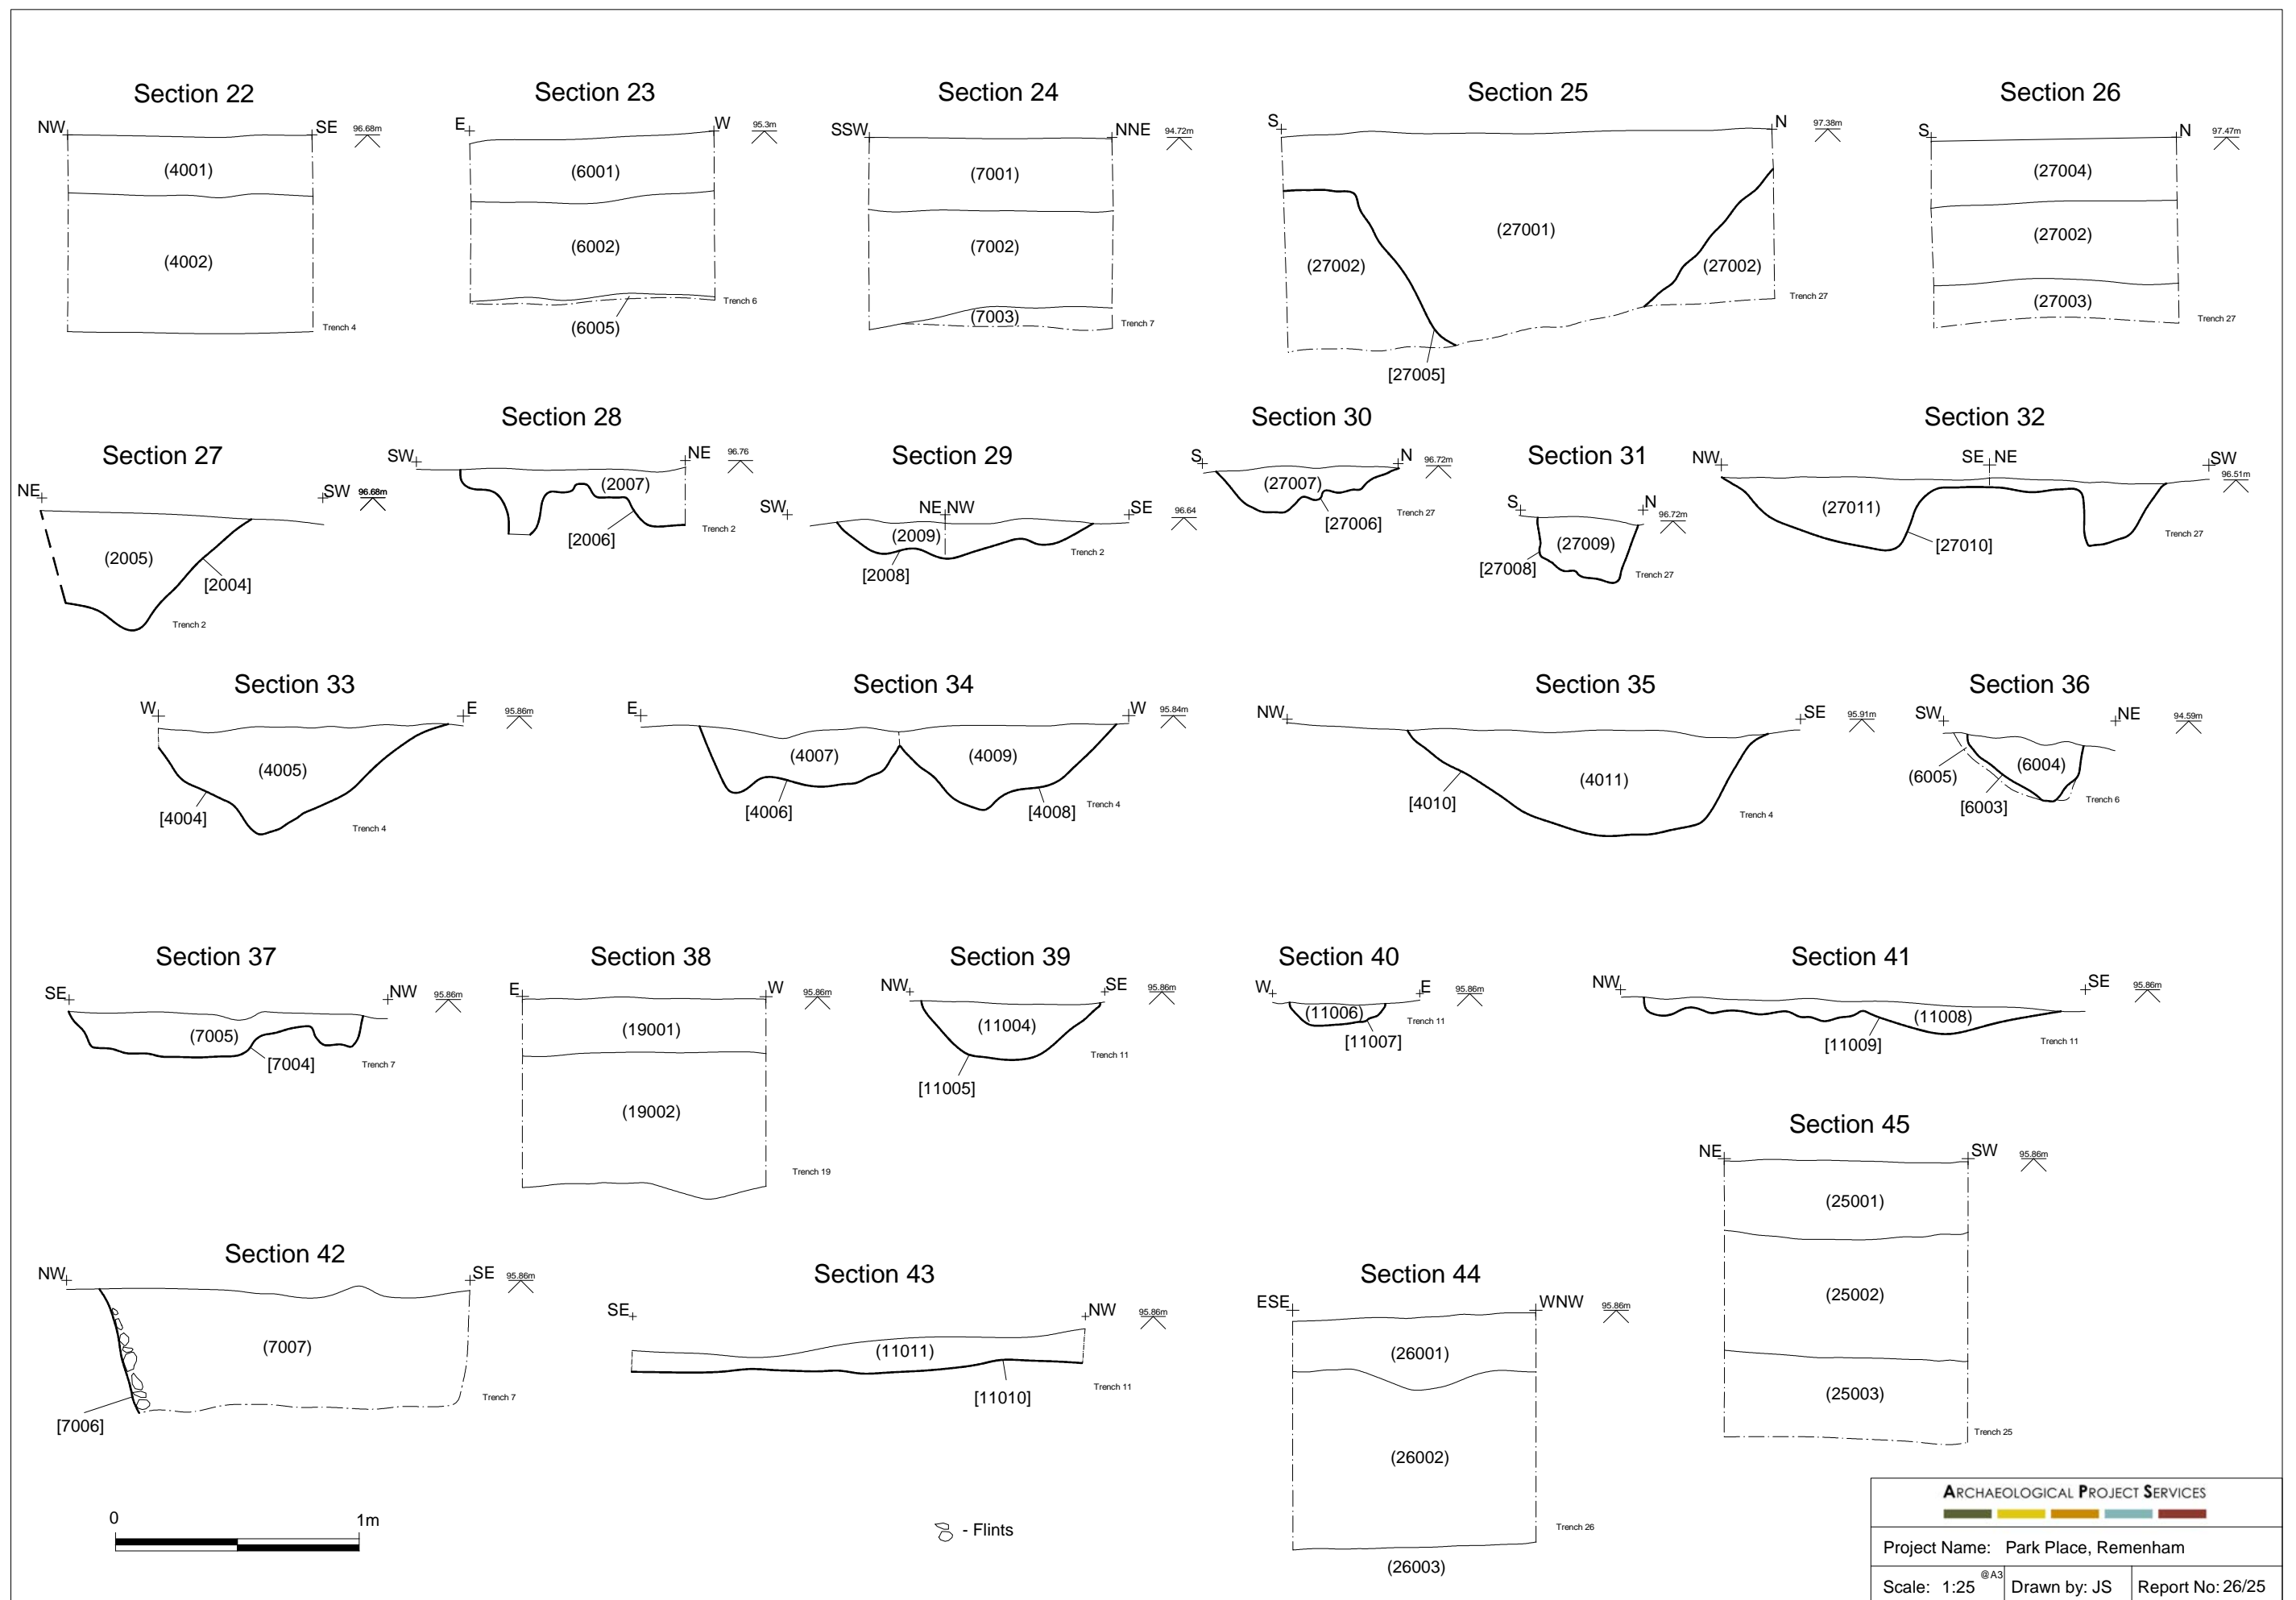 Section 22
NW
SE
96.68m
(4001)
(4002)
Trench 4
Section 23
E
W
95.3m
(6001)
(6002)
(6005)
Trench 6
Section 24
SSW
NNE
94.72m
(7001)
(7002)
(7003)
Trench 7
Section 25
S
N
97.38m
(27001)
(27002)
(27002)
[27005]
Trench 27
Section 26
S
N
97.47m
(27004)
(27002)
(27003)
Trench 27
Section 27
NE
SW
96.68m
(2005)
[2004]
Trench 2
Section 28
SW
NE
96.76
(2007)
[2006]
Trench 2
Section 29
SW
NE
NW
SE
96.64
(2009)
[2008]
Trench 2
Section 30
S
N
96.72m
(27007)
[27006]
Trench 27
Section 31
S
N
96.72m
(27009)
[27008]
Trench 27
Section 32
NW
SE
NE
SW
96.51m
(27011)
[27010]
Trench 27
Section 33
W
E
95.86m
(4005)
[4004]
Trench 4
Section 34
E
W
95.84m
(4007)
(4009)
[4006]
[4008]
Trench 4
Section 35
NW
SE
95.91m
(4011)
[4010]
Trench 4
Section 36
SW
NE
94.59m
(6004)
(6005)
[6003]
Trench 6
Section 37
SE
NW
95.86m
(7005)
[7004]
Trench 7
Section 38
E
W
95.86m
(19001)
(19002)
Trench 19
Section 39
NW
SE
95.86m
(11004)
[11005]
Trench 11
Section 40
W
E
95.86m
(11006)
[11007]
Trench 11
Section 41
NW
SE
95.86m
(11008)
[11009]
Trench 11
Section 42
NW
SE
95.86m
(7007)
[7006]
Trench 7
Section 43
SE
NW
95.86m
(11011)
[11010]
Trench 11
Section 44
ESE
WNW
95.86m
(26001)
(26002)
(26003)
Trench 26
Section 45
NE
SW
95.86m
(25001)
(25002)
(25003)
Trench 25
0
1m
- Flints
ARCHAEOLOGICAL PROJECT SERVICES
Project Name: Park Place, Remenham
Scale: 1:25 @A3
Drawn by: JS
Report No: 26/25